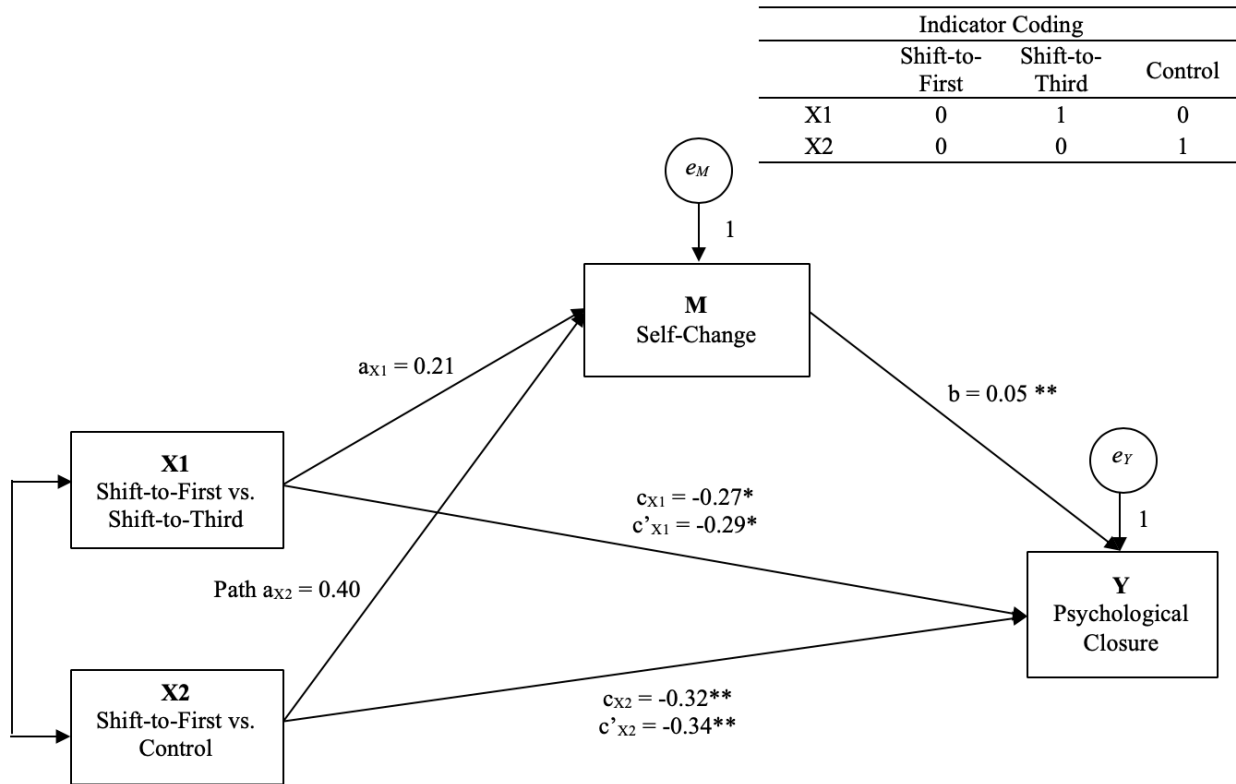 Indicator Coding
Shift-to-
First
Shift-to-
Third
Control
X1 0 1 0
X2 0 0 1
eM
1
M
Self-Change
aX1 = 0.21
b = 0.05 **
eY
1
X1
Shift-to-First vs.
Shift-to-Third
cX1 = -0.27*
c’X1 = -0.29*
Path aX2 = 0.40
Y
Psychological
Closure
X2
Shift-to-First vs.
Control
cX2 = -0.32**
c’X2 = -0.34**